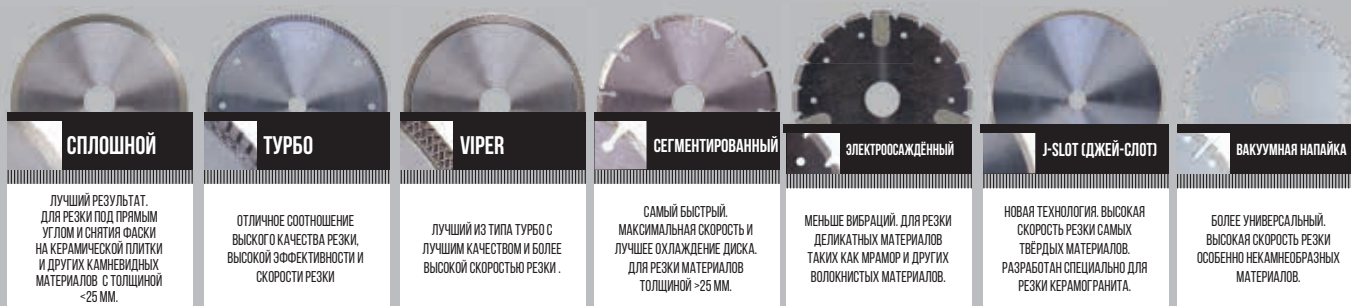 СПЛОШНОЙ
ЛУЧШИЙ РЕЗУЛЬТАТ.
ДЛЯ РЕЗКИ ПОД ПРЯМЫМ
УГЛОМ И СНЯТИЯ ФАСКИ
НА КЕРАМИЧЕСКОЙ ПЛИТКИ
И ДРУГИХ КАМНЕВИДНЫХ
МАТЕРИАЛОВ С ТОЛЩИНОЙ
<25 ММ.
ТУРБО
ОТЛИЧНОЕ СООТНОШЕНИЕ
ВЫСКОГО КАЧЕСТВА РЕЗКИ,
ВЫСОКОЙ ЭФФЕКТИВНОСТИ И
СКОРОСТИ РЕЗКИ
VIPER
ЛУЧШИЙ ИЗ ТИПА ТУРБО С
ЛУЧШИМ КАЧЕСТВОМ И БОЛЕЕ
ВЫСОКОЙ СКОРОСТЬЮ РЕЗКИ .
СЕГМЕНТИРОВАННЫЙ
САМЫЙ БЫСТРЫЙ.
МАКСИМАЛЬНАЯ СКОРОСТЬ И
ЛУЧШЕЕ ОХЛАЖДЕНИЕ ДИСКА.
ДЛЯ РЕЗКИ МАТЕРИАЛОВ
ТОЛЩИНОЙ >25 ММ.
ЭЛЕКТРООСАЖДЁННЫЙ
МЕНЬШЕ ВИБРАЦИЙ. ДЛЯ РЕЗКИ
ДЕЛИКАТНЫХ МАТЕРИАЛОВ
ТАКИХ КАК МРАМОР И ДРУГИХ
ВОЛОКНИСТЫХ МАТЕРИАЛОВ.
J-SLOT (ДЖЕЙ-СЛОТ)
НОВАЯ ТЕХНОЛОГИЯ. ВЫСОКАЯ
СКОРОСТЬ РЕЗКИ САМЫХ
ТВЁРДЫХ МАТЕРИАЛОВ.
РАЗРАБОТАН СПЕЦИАЛЬНО ДЛЯ
РЕЗКИ КЕРАМОГРАНИТА.
ВАКУУМНАЯ НАПАЙКА
БОЛЕЕ УНИВЕРСАЛЬНЫЙ.
ВЫСОКАЯ СКОРОСТЬ РЕЗКИ
ОСОБЕННО НЕКАМНЕОБРАЗНЫХ
МАТЕРИАЛОВ.